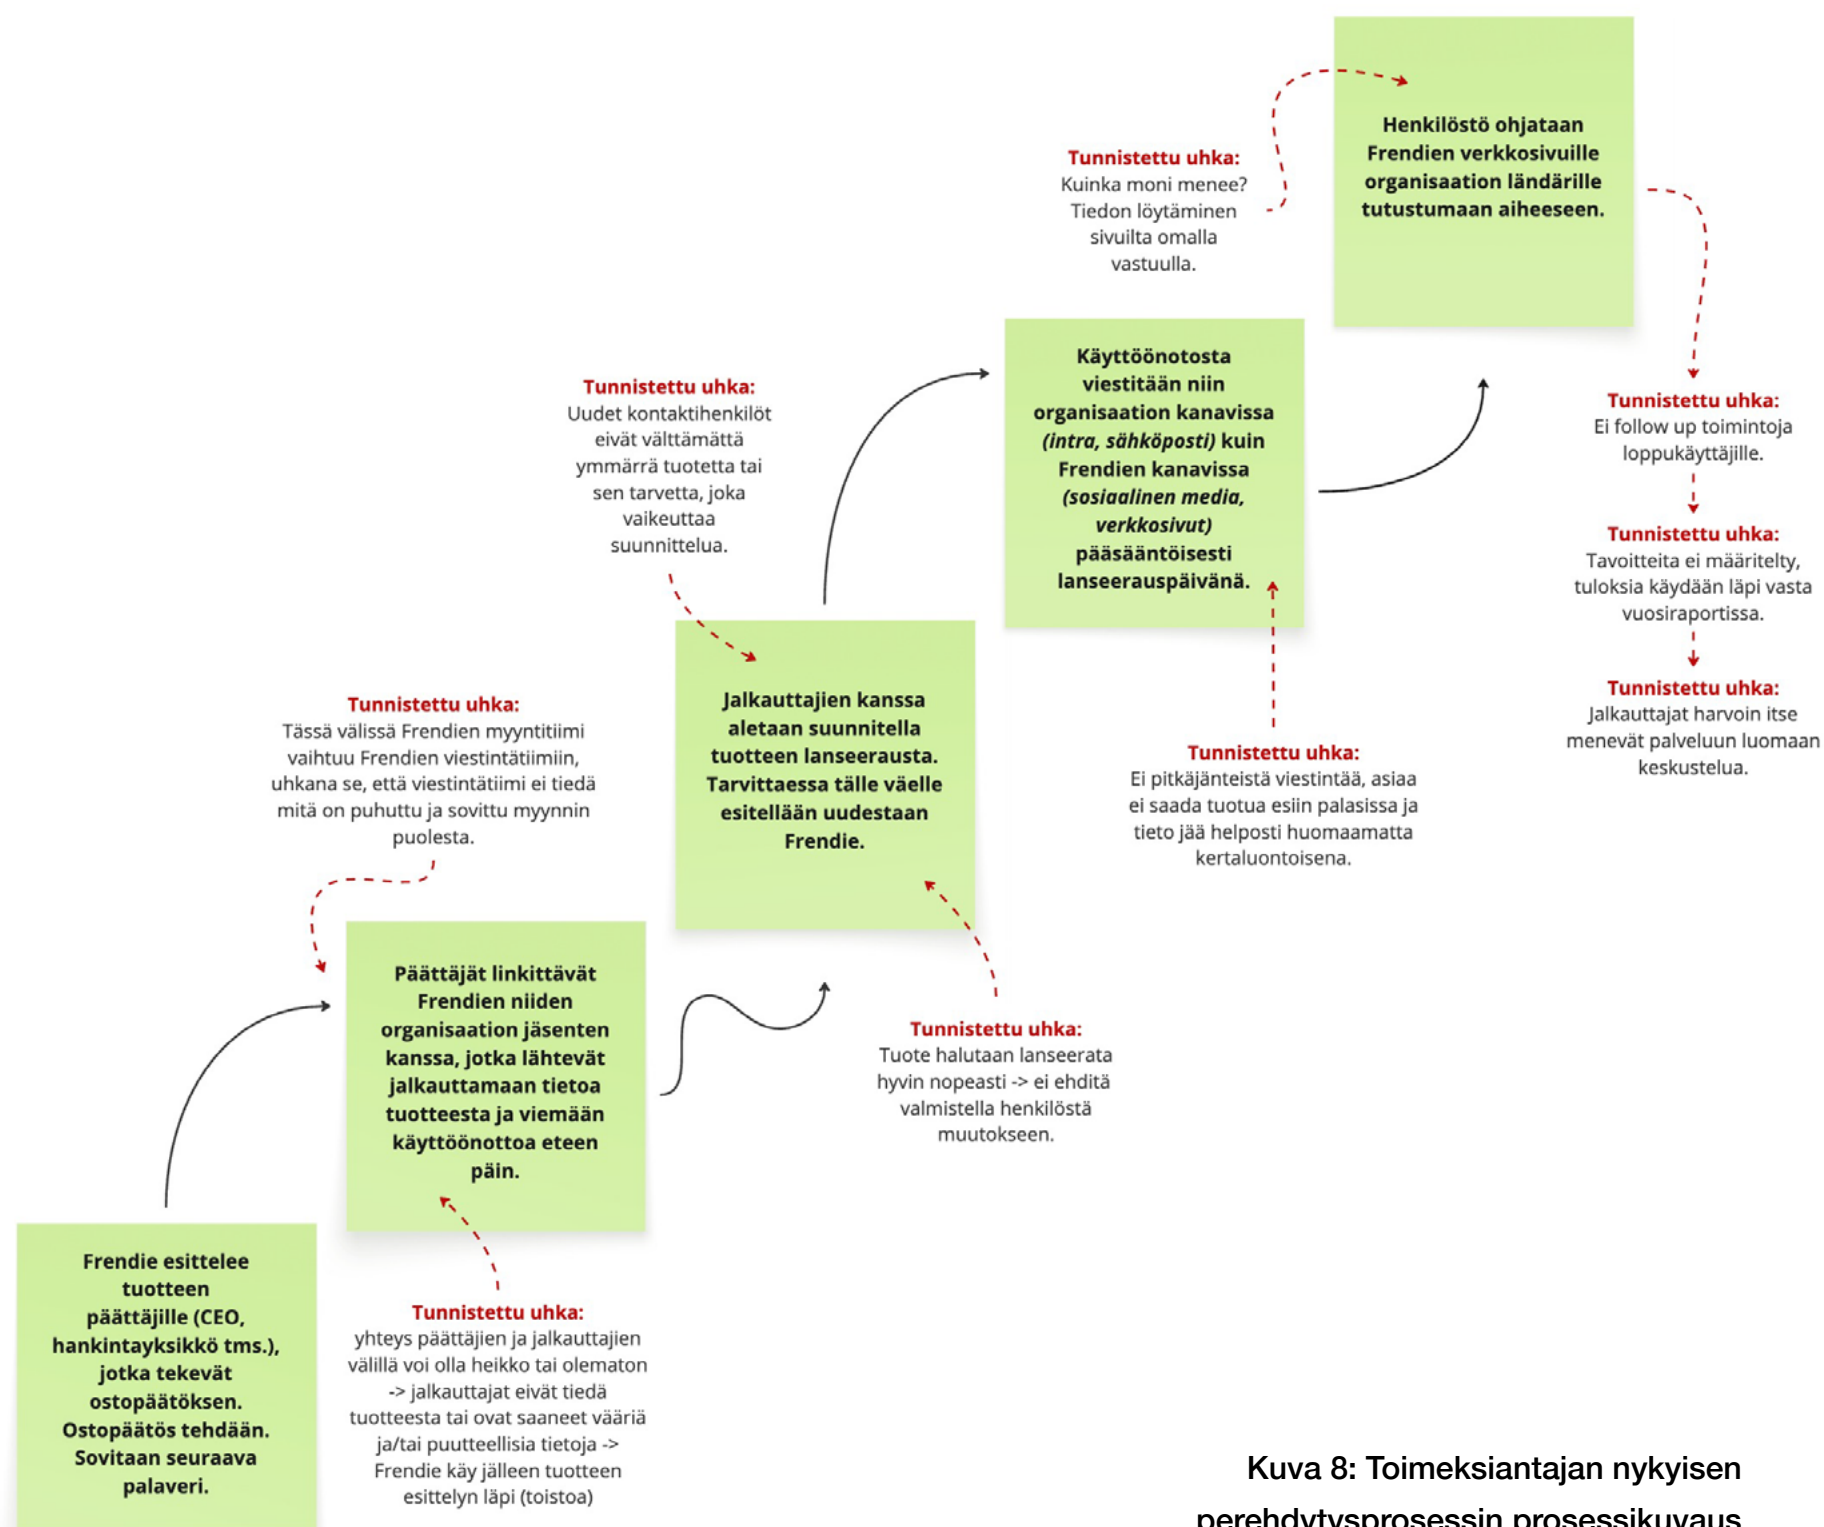 Henkilöstö ohjataan
Frendien verkkosivuille
organisaation ländärille
tutustumaan aiheeseen.
Tunnistettu uhka:
Kuinka moni menee?
Tiedon löytäminen
sivuilta omalla
vastuulla.
Käyttöönotosta
viestitään niin
organisaation kanavissa
(intra, sähköposti) kuin
Frendien kanavissa
(sosiaalinen media,
verkkosivut)
pääsääntöisesti
lanseerauspäivänä.
Tunnistettu uhka:
Uudet kontaktihenkilöt
eivät välttämättä
ymmärrä tuotetta tai
sen tarvetta, joka
vaikeuttaa
suunnittelua.
Tunnistettu uhka:
Ei follow up toimintoja
loppukäyttäjille.
Tunnistettu uhka:
Tavoitteita ei määritelty,
tuloksia käydään läpi vasta
vuosiraportissa.
Tunnistettu uhka:
Jalkauttajat harvoin itse
menevät palveluun luomaan
keskustelua.
Tunnistettu uhka:
Tässä välissä Frendien myyntitiimi
vaihtuu Frendien viestintätiimiin,
uhkana se, että viestintätiimi ei tiedä
mitä on puhuttu ja sovittu myynnin
puolesta.
Jalkauttajien kanssa
aletaan suunnitella
tuotteen lanseerausta.
Tarvittaessa tälle väelle
esitellään uudestaan
Frendie.
Tunnistettu uhka:
Ei pitkäjänteistä viestintää, asiaa
ei saada tuotua esiin palasissa ja
tieto jää helposti huomaamatta
kertaluontoisena.
Päättäjät linkittävät
Frendien niiden
organisaation jäsenten
kanssa, jotka lähtevät
jalkauttamaan tietoa
tuotteesta ja viemään
käyttöönottoa eteen
päin.
Tunnistettu uhka:
Tuote halutaan lanseerata
hyvin nopeasti -> ei ehditä
valmistella henkilöstä
muutokseen.
Frendie esittelee
tuotteen
päättäjille (CEO,
hankintayksikkö tms.),
jotka tekevät
ostopäätöksen.
Ostopäätös tehdään.
Sovitaan seuraava
palaveri.
Tunnistettu uhka:
yhteys päättäjien ja jalkauttajien
välillä voi olla heikko tai olematon
-> jalkauttajat eivät tiedä
tuotteesta tai ovat saaneet vääriä
ja/tai puutteellisia tietoja ->
Frendie käy jälleen tuotteen
esittelyn läpi (toistoa)
Kuva 8: Toimeksiantajan nykyisen
perehdytysprosessin prosessikuvaus